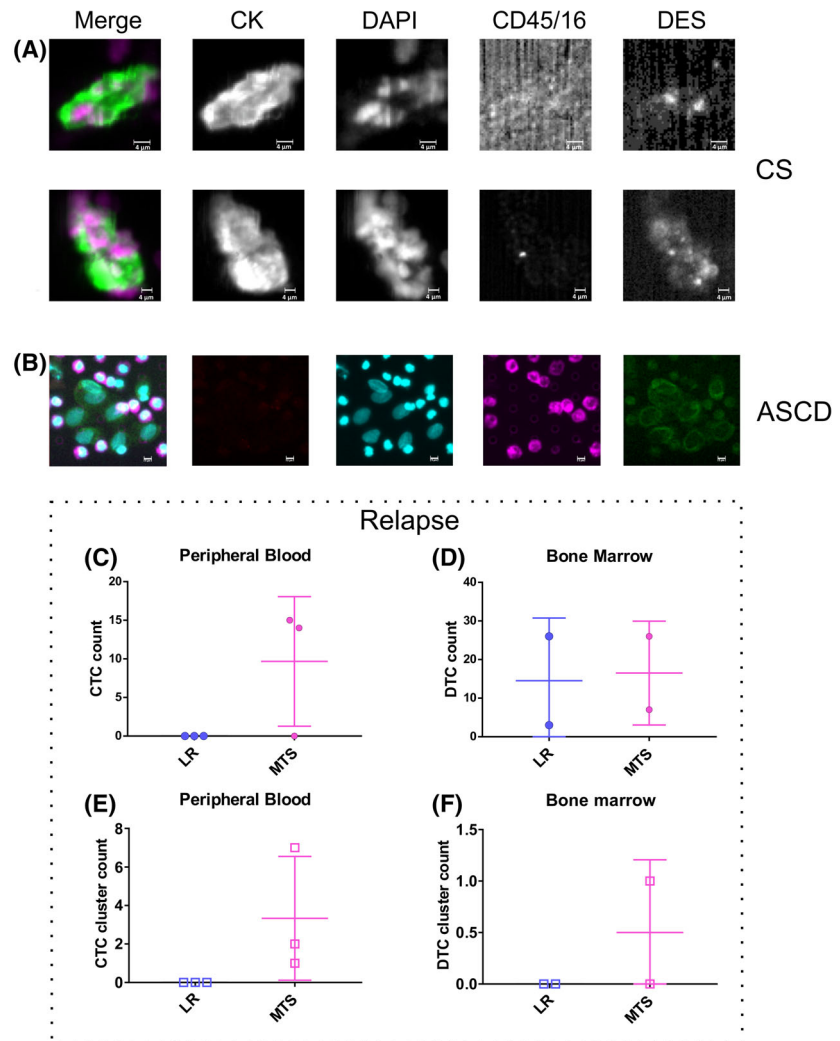 Merge CK DAPI CD45/16 DES
(A)
4 µm 4 µm 4 µm 4 µm 4 µm
CS
4 µm 4 µm 4 µm 4 µm 4 µm
(B)
ASCD
Relapse
(C) Peripheral Blood
20
15
10
5
0
CTC count
LR MTS
(D) Bone Marrow
40
30
20
10
0
DTC count
LR MTS
(E) Peripheral Blood
8
6
4
2
0
CTC cluster count
LR MTS
(F) Bone marrow
1.5
1.0
0.5
0.0
DTC cluster count
LR MTS